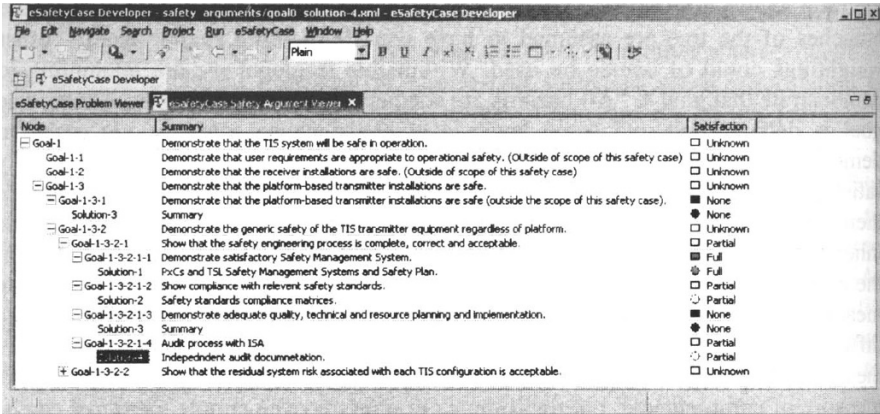 eSafetyCase Developer - safety arguments/goal0 solution-4.xml - eSafetyCase Developer
File Edit Navigate Search Project Run eSafetyCase Window Help
Plain B U I
eSafetyCase Developer
eSafetyCase Problem Viewer eSafetyCase Safety Argument Viewer X
Node Summary Satisfaction
Goal-1 Demonstrate that the TIS system will be safe in operation. Unknown
Goal-1-1 Demonstrate that user requirements are appropriate to operational safety. (OUtside of scope of this safety case) Unknown
Goal-1-2 Demonstrate that the receiver installations are safe. (Outside of scope of this safety case) Unknown
Goal-1-3 Demonstrate that the platform-based transmitter installations are safe. Unknown
Goal-1-3-1 Demonstrate that the platform-based transmitter installations are safe (outside the scope of this safety case). None
Solution-3 Summary None
Goal-1-3-2 Demonstrate the generic safety of the TIS transmitter equipment regardless of platform. Unknown
Goal-1-3-2-1 Show that the safety engineering process is complete, correct and acceptable. Partial
Goal-1-3-2-1-1 Demonstrate satisfactory Safety Management System. Full
Solution-1 PxCs and TSL Safety Management Systems and Safety Plan. Full
Goal-1-3-2-1-2 Show compliance with relevent safety standards. Partial
Solution-2 Safety standards compliance matrices. Partial
Goal-1-3-2-1-3 Demonstrate adequate quality, technical and resource planning and implementation. None
Solution-3 Summary None
Goal-1-3-2-1-4 Audit process with ISA Partial
Solution-4 Indepedndent audit documnetation. Partial
Goal-1-3-2-2 Show that the residual system risk associated with each TIS configuration is acceptable. Unknown